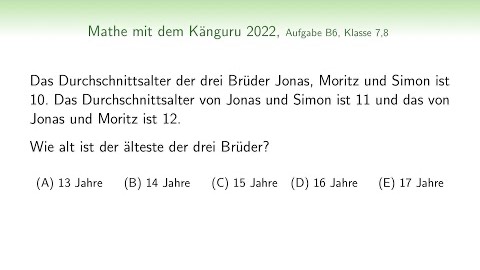 Mathe mit dem Känguru 2022, Aufgabe B6, Klasse 7,8
Das Durchschnittsalter der drei Brüder Jonas, Moritz und Simon ist
10. Das Durchschnittsalter von Jonas und Simon ist 11 und das von
Jonas und Moritz ist 12.
Wie alt ist der älteste der drei Brüder?
(A) 13 Jahre (B) 14 Jahre (C) 15 Jahre (D) 16 Jahre (E) 17 Jahre